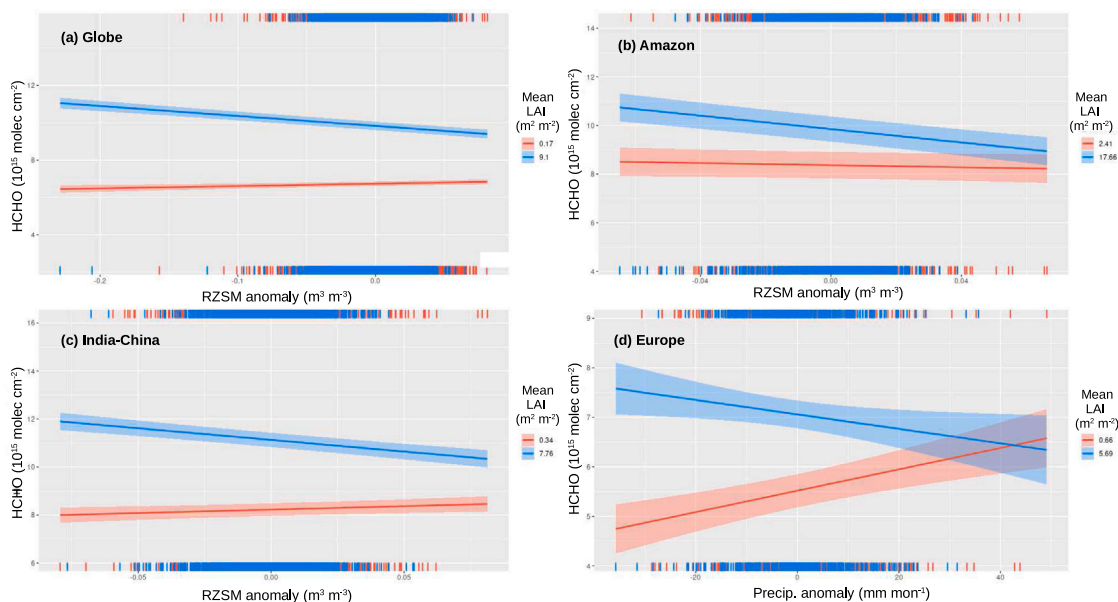 (a) Globe
HCHO (10¹⁵ molec cm⁻²)
12
8
4
-0.2
-0.1
0.0
RZSM anomaly (m³ m⁻³)
Mean
LAI
(m² m⁻²)
0.17
9.1
(b) Amazon
HCHO (10¹⁵ molec cm⁻²)
14
12
10
8
6
4
-0.04
0.00
0.04
RZSM anomaly (m³ m⁻³)
Mean
LAI
(m² m⁻²)
2.41
17.66
(c) India-China
HCHO (10¹⁵ molec cm⁻²)
16
14
12
10
8
6
-0.05
0.00
0.05
RZSM anomaly (m³ m⁻³)
Mean
LAI
(m² m⁻²)
0.34
7.76
(d) Europe
HCHO (10¹⁵ molec cm⁻²)
9
8
7
6
5
4
-20
0
20
40
Precip. anomaly (mm mon⁻¹)
Mean
LAI
(m² m⁻²)
0.66
5.69